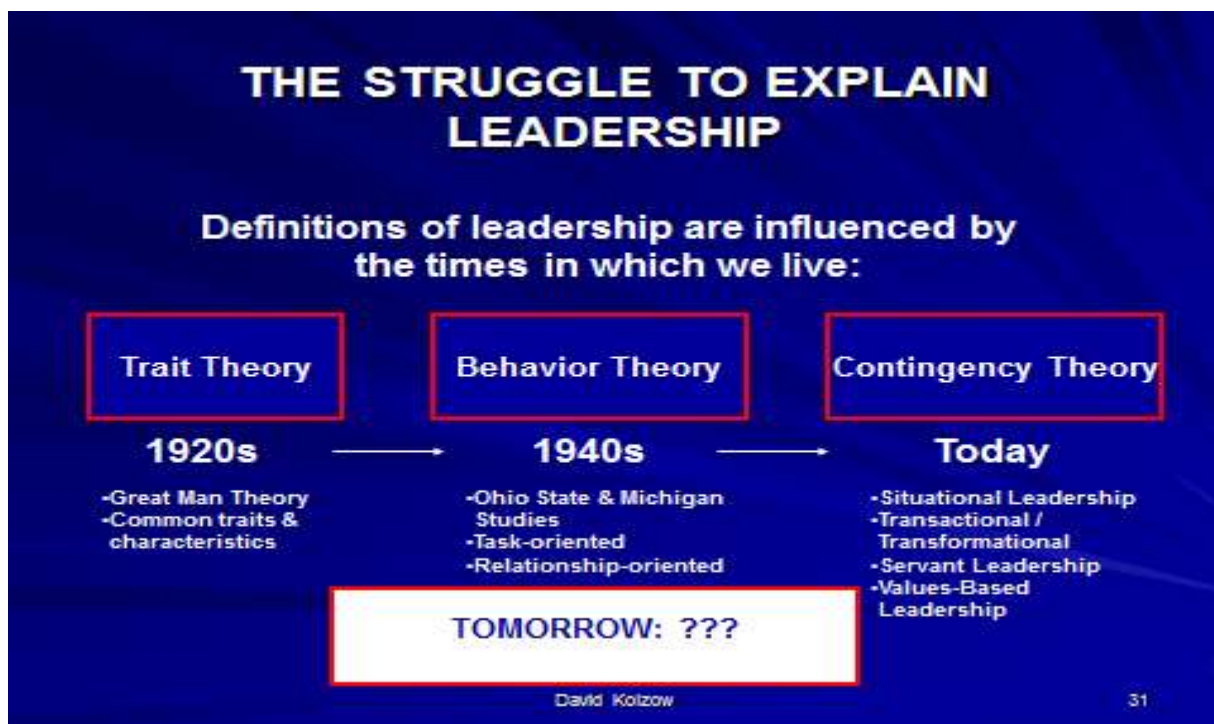 THE STRUGGLE TO EXPLAIN
LEADERSHIP
Definitions of leadership are influenced by
the times in which we live:
Trait Theory
Behavior Theory
Contingency Theory
1920s
1940s
Today
-Great Man Theory
-Common traits &
characteristics
-Ohio State & Michigan
Studies
-Task-oriented
-Relationship-oriented
-Situational Leadership
-Transactional /
Transformational
-Servant Leadership
-Values-Based
Leadership
TOMORROW: ???
David Kolzow
31